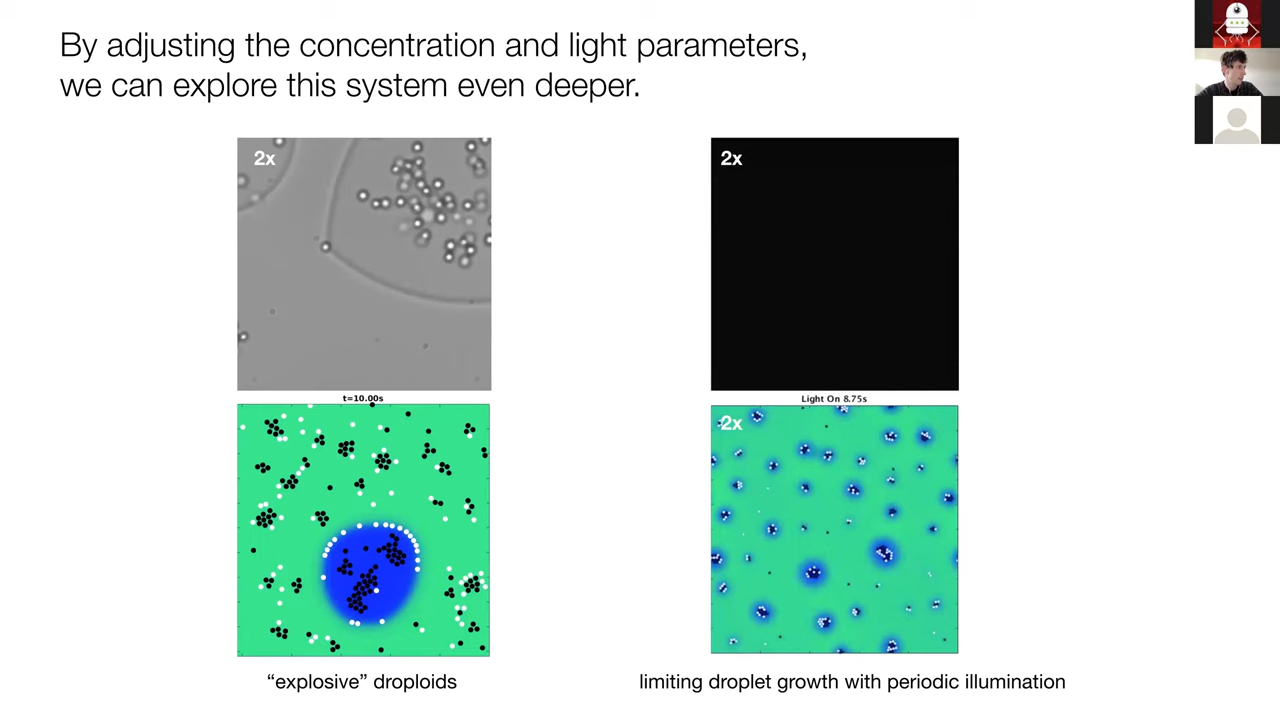 By adjusting the concentration and light parameters,
we can explore this system even deeper.
2x
2x
t=10.00s
Light On 8.75s
2x
“explosive” droploids
limiting droplet growth with periodic illumination